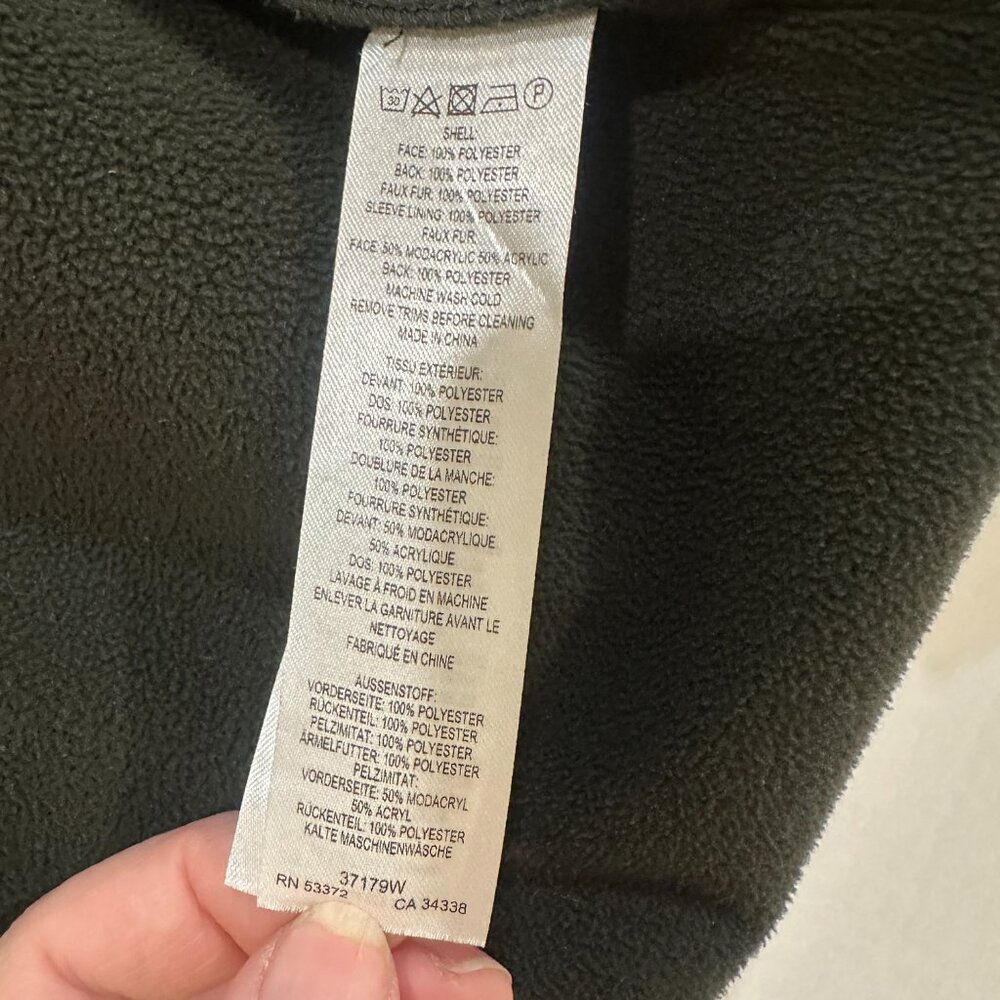 30 P
SHELL:
FACE: 100% POLYESTER
BACK: 100% POLYESTER
FAUX FUR: 100% POLYESTER
SLEEVE LINING: 100% POLYESTER
FAUX FUR:
FACE: 50% MODACRYLIC 50% ACRYLIC
BACK: 100% POLYESTER
MACHINE WASH COLD
REMOVE TRIMS BEFORE CLEANING
MADE IN CHINA
TISSU EXTÉRIEUR:
DEVANT: 100% POLYESTER
DOS: 100% POLYESTER
FOURRURE SYNTHÉTIQUE:
100% POLYESTER
DOUBLURE DE LA MANCHE:
100% POLYESTER
FOURRURE SYNTHÉTIQUE:
DEVANT: 50% MODACRYLIQUE
50% ACRYLIQUE
DOS: 100% POLYESTER
LAVAGE À FROID EN MACHINE
ENLEVER LA GARNITURE AVANT LE
NETTOYAGE
FABRIQUÉ EN CHINE
AUSSENSTOFF:
VORDERSEITE: 100% POLYESTER
RÜCKENTEIL: 100% POLYESTER
PELZIMITAT: 100% POLYESTER
ÄRMELFUTTER: 100% POLYESTER
PELZIMITAT:
VORDERSEITE: 50% MODACRYL
50% ACRYL
RÜCKENTEIL: 100% POLYESTER
KALTE MASCHINENWÄSCHE
37179W
RN 53372 CA 34338